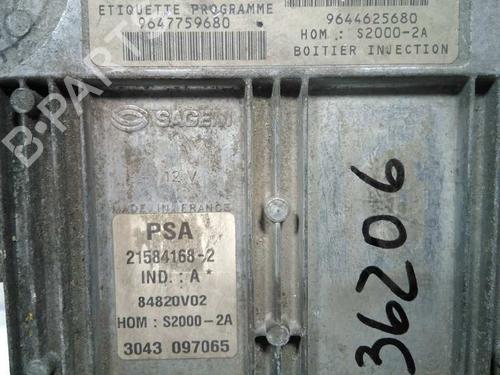 ETIQUETTE PROGRAMME
9647759680
9644625680
HOM : S2000-2A
BOITIER INJECTION
B-PARTS
SAGEM
12 V
MADE IN FRANCE
PSA
21584168-2
IND. : A *
84820V02
HOM : S2000-2A
3043 097065
36206